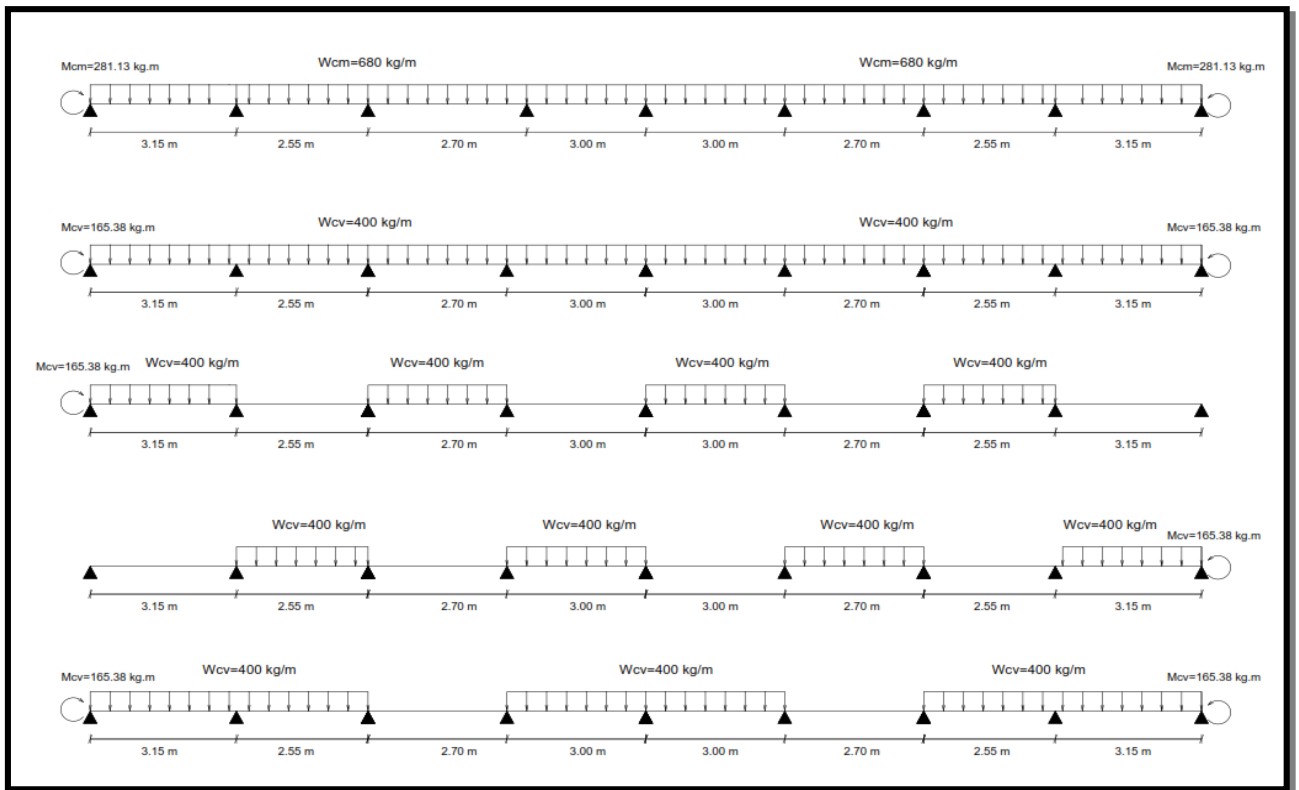 Mcm=281.13 kg.m Wcm=680 kg/m Wcm=680 kg/m Mcm=281.13 kg.m
3.15 m 2.55 m 2.70 m 3.00 m 3.00 m 2.70 m 2.55 m 3.15 m
Mcv=165.38 kg.m Wcv=400 kg/m Wcv=400 kg/m Mcv=165.38 kg.m
3.15 m 2.55 m 2.70 m 3.00 m 3.00 m 2.70 m 2.55 m 3.15 m
Mcv=165.38 kg.m Wcv=400 kg/m Wcv=400 kg/m Wcv=400 kg/m Wcv=400 kg/m
3.15 m 2.55 m 2.70 m 3.00 m 3.00 m 2.70 m 2.55 m 3.15 m
Wcv=400 kg/m Wcv=400 kg/m Wcv=400 kg/m Wcv=400 kg/m Mcv=165.38 kg.m
3.15 m 2.55 m 2.70 m 3.00 m 3.00 m 2.70 m 2.55 m 3.15 m
Mcv=165.38 kg.m Wcv=400 kg/m Wcv=400 kg/m Wcv=400 kg/m Mcv=165.38 kg.m
3.15 m 2.55 m 2.70 m 3.00 m 3.00 m 2.70 m 2.55 m 3.15 m